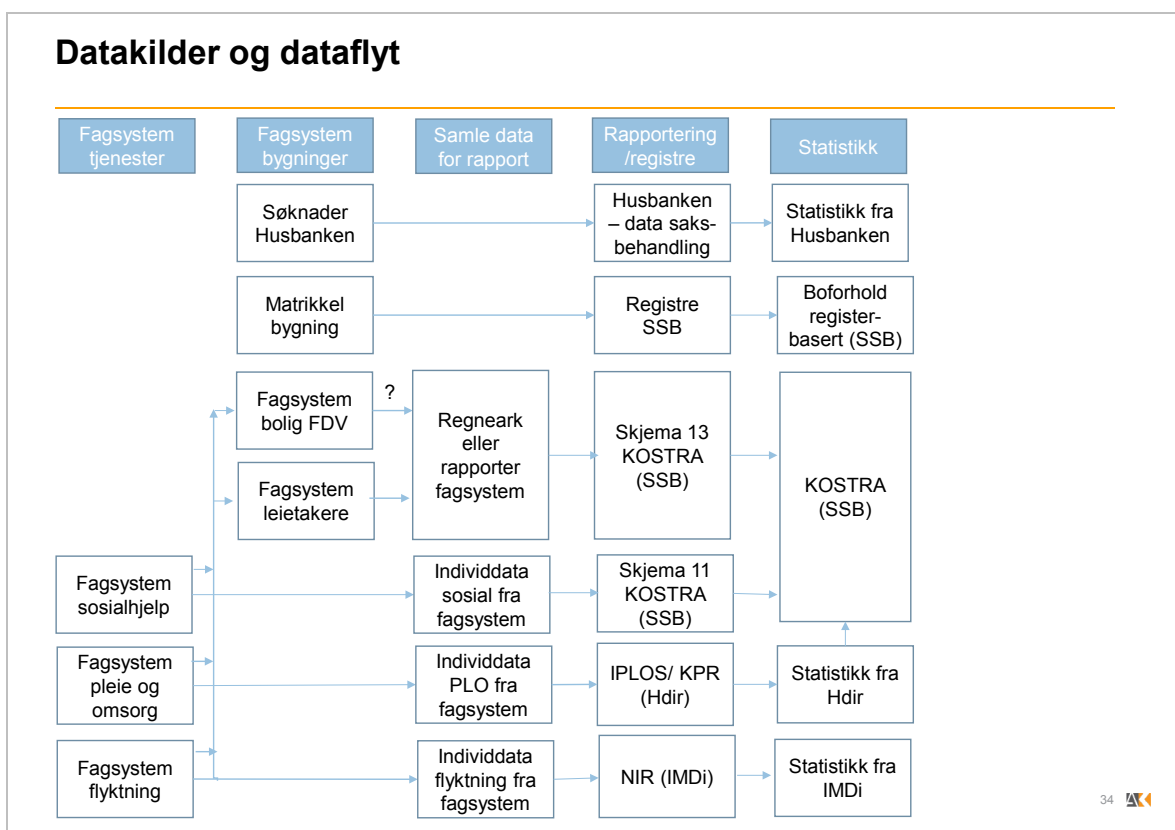 Datakilder og dataflyt
Fagsystem
tjenester
Fagsystem
bygninger
Samle data
for rapport
Rapportering
/registre
Statistikk
Søknader
Husbanken
Husbanken
– data saks-
behandling
Statistikk fra
Husbanken
Matrikkel
bygning
Registre
SSB
Boforhold
register-
basert (SSB)
Fagsystem
bolig FDV
?
Regneark
eller
rapporter
fagsystem
Skjema 13
KOSTRA
(SSB)
KOSTRA
(SSB)
Fagsystem
leietakere
Fagsystem
sosialhjelp
Individdata
sosial fra
fagsystem
Skjema 11
KOSTRA
(SSB)
Fagsystem
pleie og
omsorg
Individdata
PLO fra
fagsystem
IPLOS/ KPR
(Hdir)
Statistikk fra
Hdir
Fagsystem
flyktning
Individdata
flyktning fra
fagsystem
NIR (IMDi)
Statistikk fra
IMDi
34